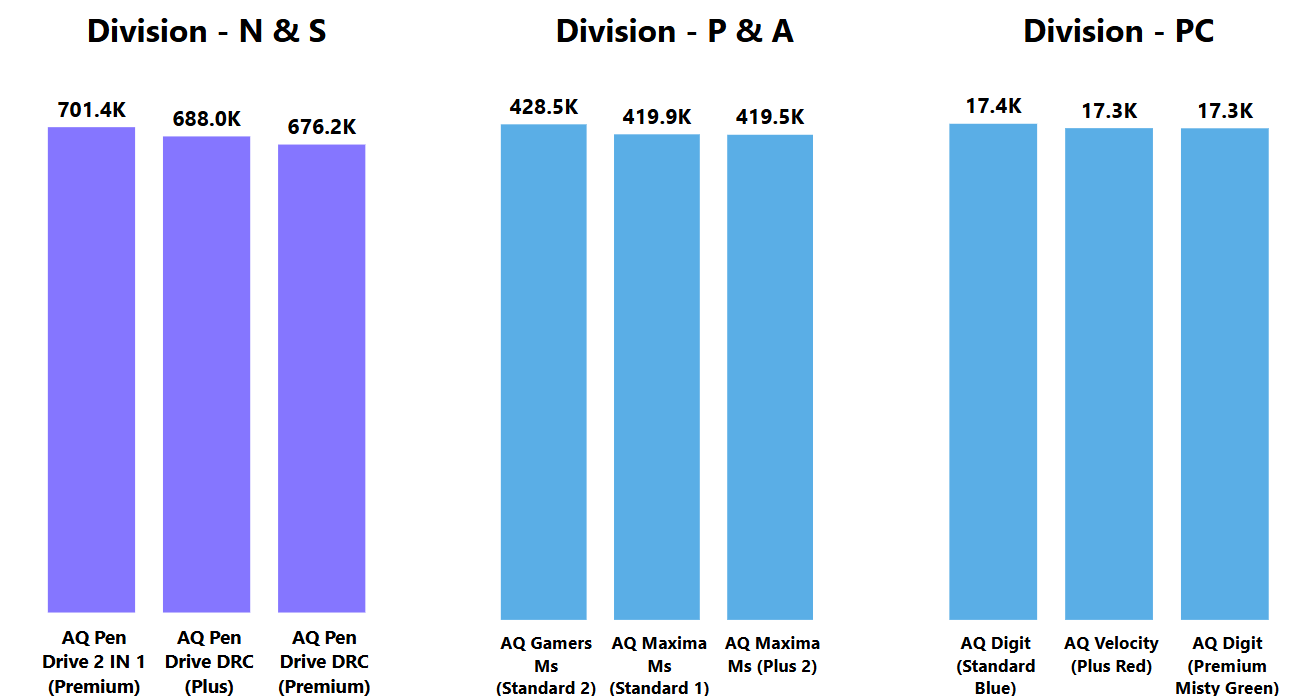 Division - N & S
701.4K
688.0K
676.2K
AQ Pen
Drive 2 IN 1
(Premium)
AQ Pen
Drive DRC
(Plus)
AQ Pen
Drive DRC
(Premium)
Division - P & A
428.5K
419.9K
419.5K
AQ Gamers
Ms
(Standard 2)
AQ Maxima
Ms
(Standard 1)
AQ Maxima
Ms (Plus 2)
Division - PC
17.4K
17.3K
17.3K
AQ Digit
(Standard
Blue)
AQ Velocity
(Plus Red)
AQ Digit
(Premium
Misty Green)